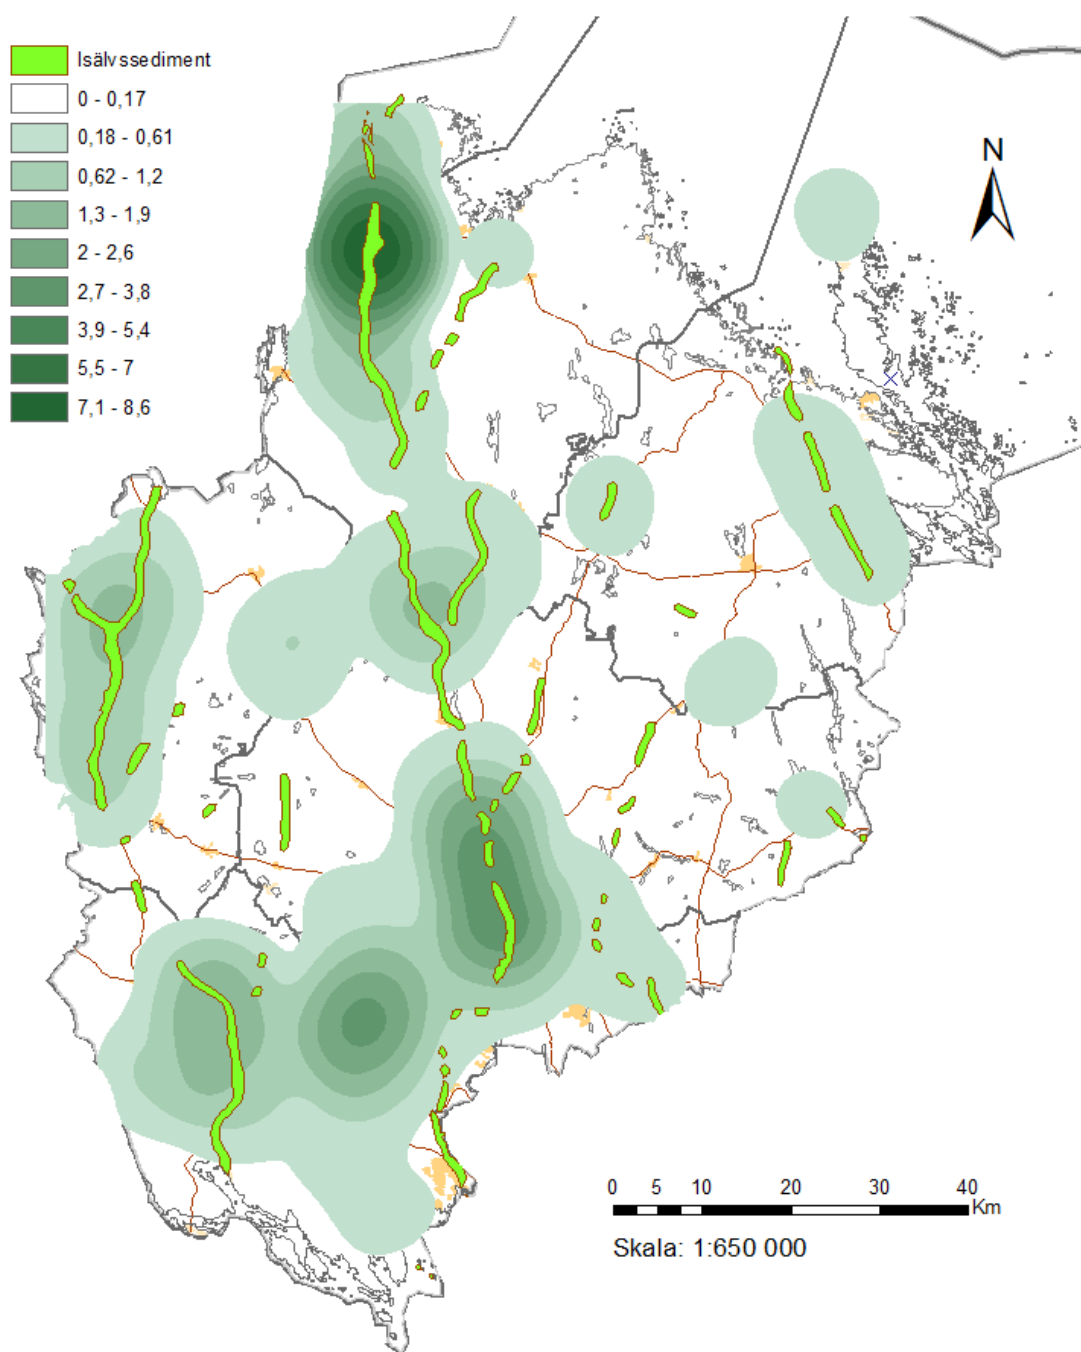 Isälvssediment
0 - 0,17
0,18 - 0,61
0,62 - 1,2
1,3 - 1,9
2 - 2,6
2,7 - 3,8
3,9 - 5,4
5,5 - 7
7,1 - 8,6
N
0 5 10 20 30 40
Km
Skala: 1:650 000